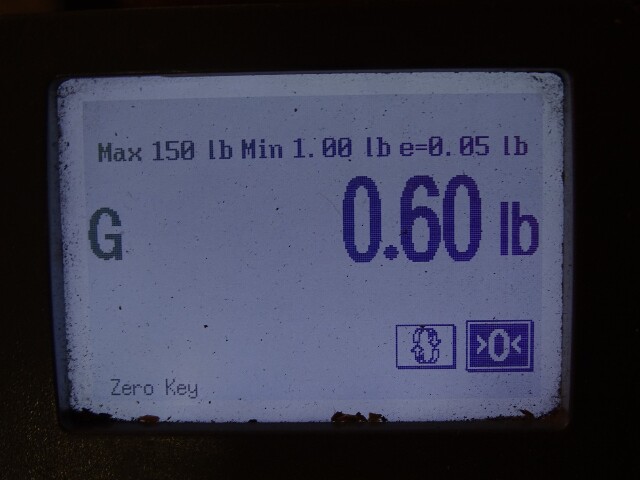 Max 150 lb Min 1.00 lb e=0.05 lb
G 0.60 lb
>0<
Zero Key